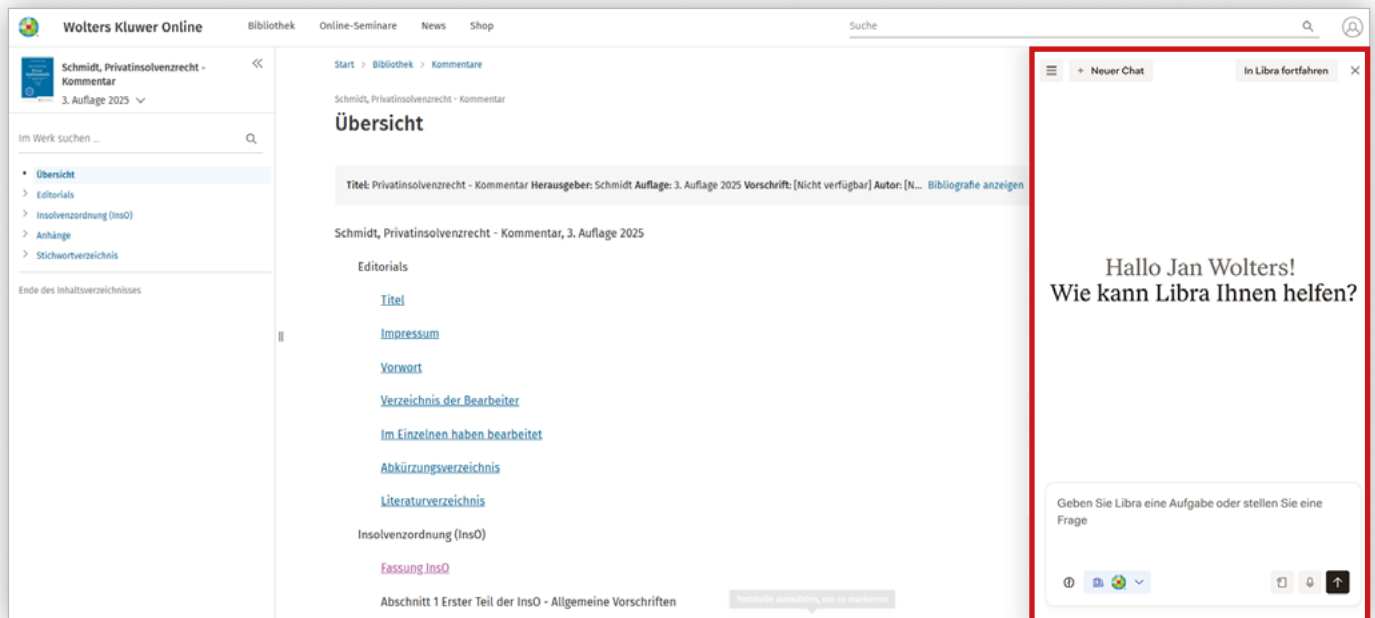 Wolters Kluwer Online
Bibliothek
Online-Seminare
News
Shop
Suche
Schmidt, Privatinsolvenzrecht -
Kommentar
3. Auflage 2025
Im Werk suchen ...
Übersicht
Editorials
Insolvenzordnung (InsO)
Anhänge
Stichwortverzeichnis
Ende des Inhaltsverzeichnisses
Start > Bibliothek > Kommentare
Schmidt, Privatinsolvenzrecht - Kommentar
Übersicht
Titel: Privatinsolvenzrecht - Kommentar Herausgeber: Schmidt Auflage: 3. Auflage 2025 Vorschrift: [Nicht verfügbar] Autor: [N... Bibliografie anzeigen
Schmidt, Privatinsolvenzrecht - Kommentar, 3. Auflage 2025
Editorials
Titel
Impressum
Vorwort
Verzeichnis der Bearbeiter
Im Einzelnen haben bearbeitet
Abkürzungsverzeichnis
Literaturverzeichnis
Insolvenzordnung (InsO)
Fassung InsO
Abschnitt 1 Erster Teil der InsO - Allgemeine Vorschriften
Textstelle auswählen, um zu markieren
+ Neuer Chat
In Libra fortfahren
Hallo Jan Wolters!
Wie kann Libra Ihnen helfen?
Geben Sie Libra eine Aufgabe oder stellen Sie eine
Frage